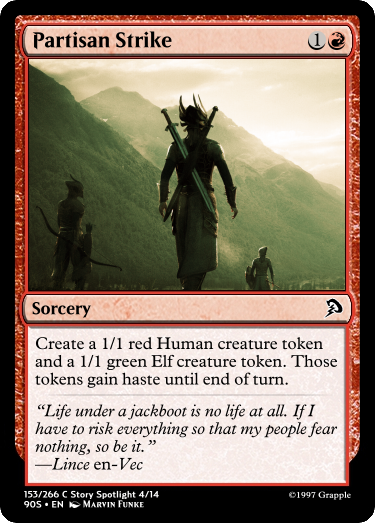 Partisan Strike 1
Sorcery
Create a 1/1 red Human creature token
and a 1/1 green Elf creature token. Those
tokens gain haste until end of turn.
“Life under a jackboot is no life at all. If I
have to risk everything so that my people fear
nothing, so be it.”
—Lince en-Vec
153/266 C Story Spotlight 4/14
90S • EN Marvin Funke
©1997 Grapple